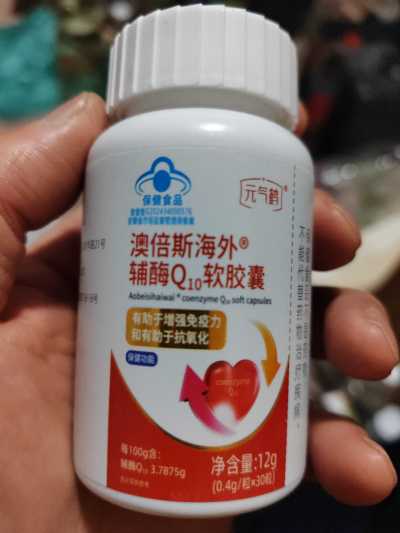 保健食品
元气鹤®
澳倍斯海外®
辅酶Q10软胶囊
Aobeisihaiwai® coenzyme Q10 soft capsules
有助于增强免疫力
和有助于抗氧化
保健功能
coenzyme
Q10
每100g含:
辅酶Q10 3.7875g
净含量:12g
(0.4g/粒×30粒)